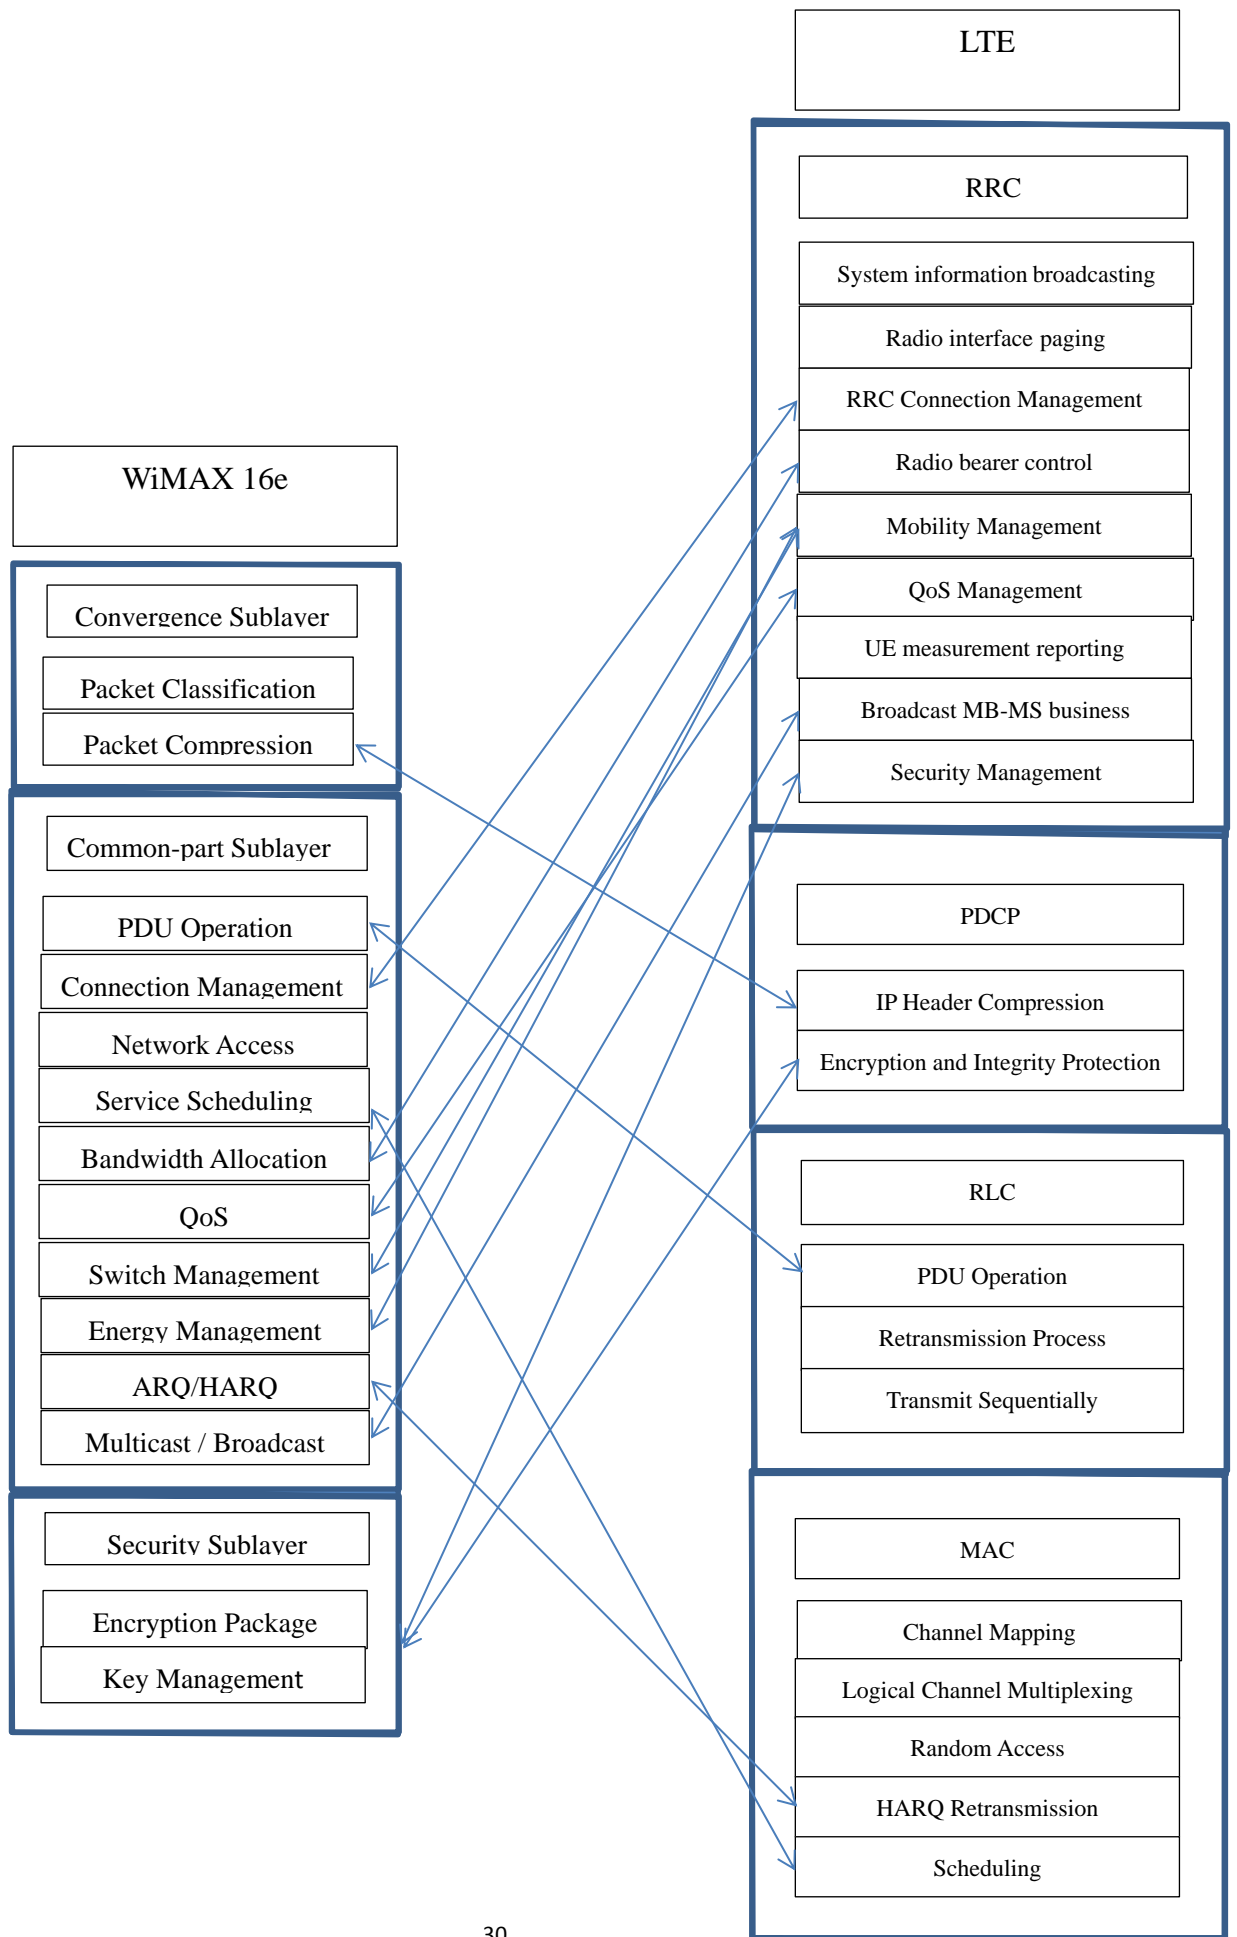 LTE
RRC
System information broadcasting
Radio interface paging
RRC Connection Management
Radio bearer control
Mobility Management
QoS Management
UE measurement reporting
Broadcast MB-MS business
Security Management
PDCP
IP Header Compression
Encryption and Integrity Protection
RLC
PDU Operation
Retransmission Process
Transmit Sequentially
MAC
Channel Mapping
Logical Channel Multiplexing
Random Access
HARQ Retransmission
Scheduling
WiMAX 16e
Convergence Sublayer
Packet Classification
Packet Compression
Common-part Sublayer
PDU Operation
Connection Management
Network Access
Service Scheduling
Bandwidth Allocation
QoS
Switch Management
Energy Management
ARQ/HARQ
Multicast / Broadcast
Security Sublayer
Encryption Package
Key Management
30